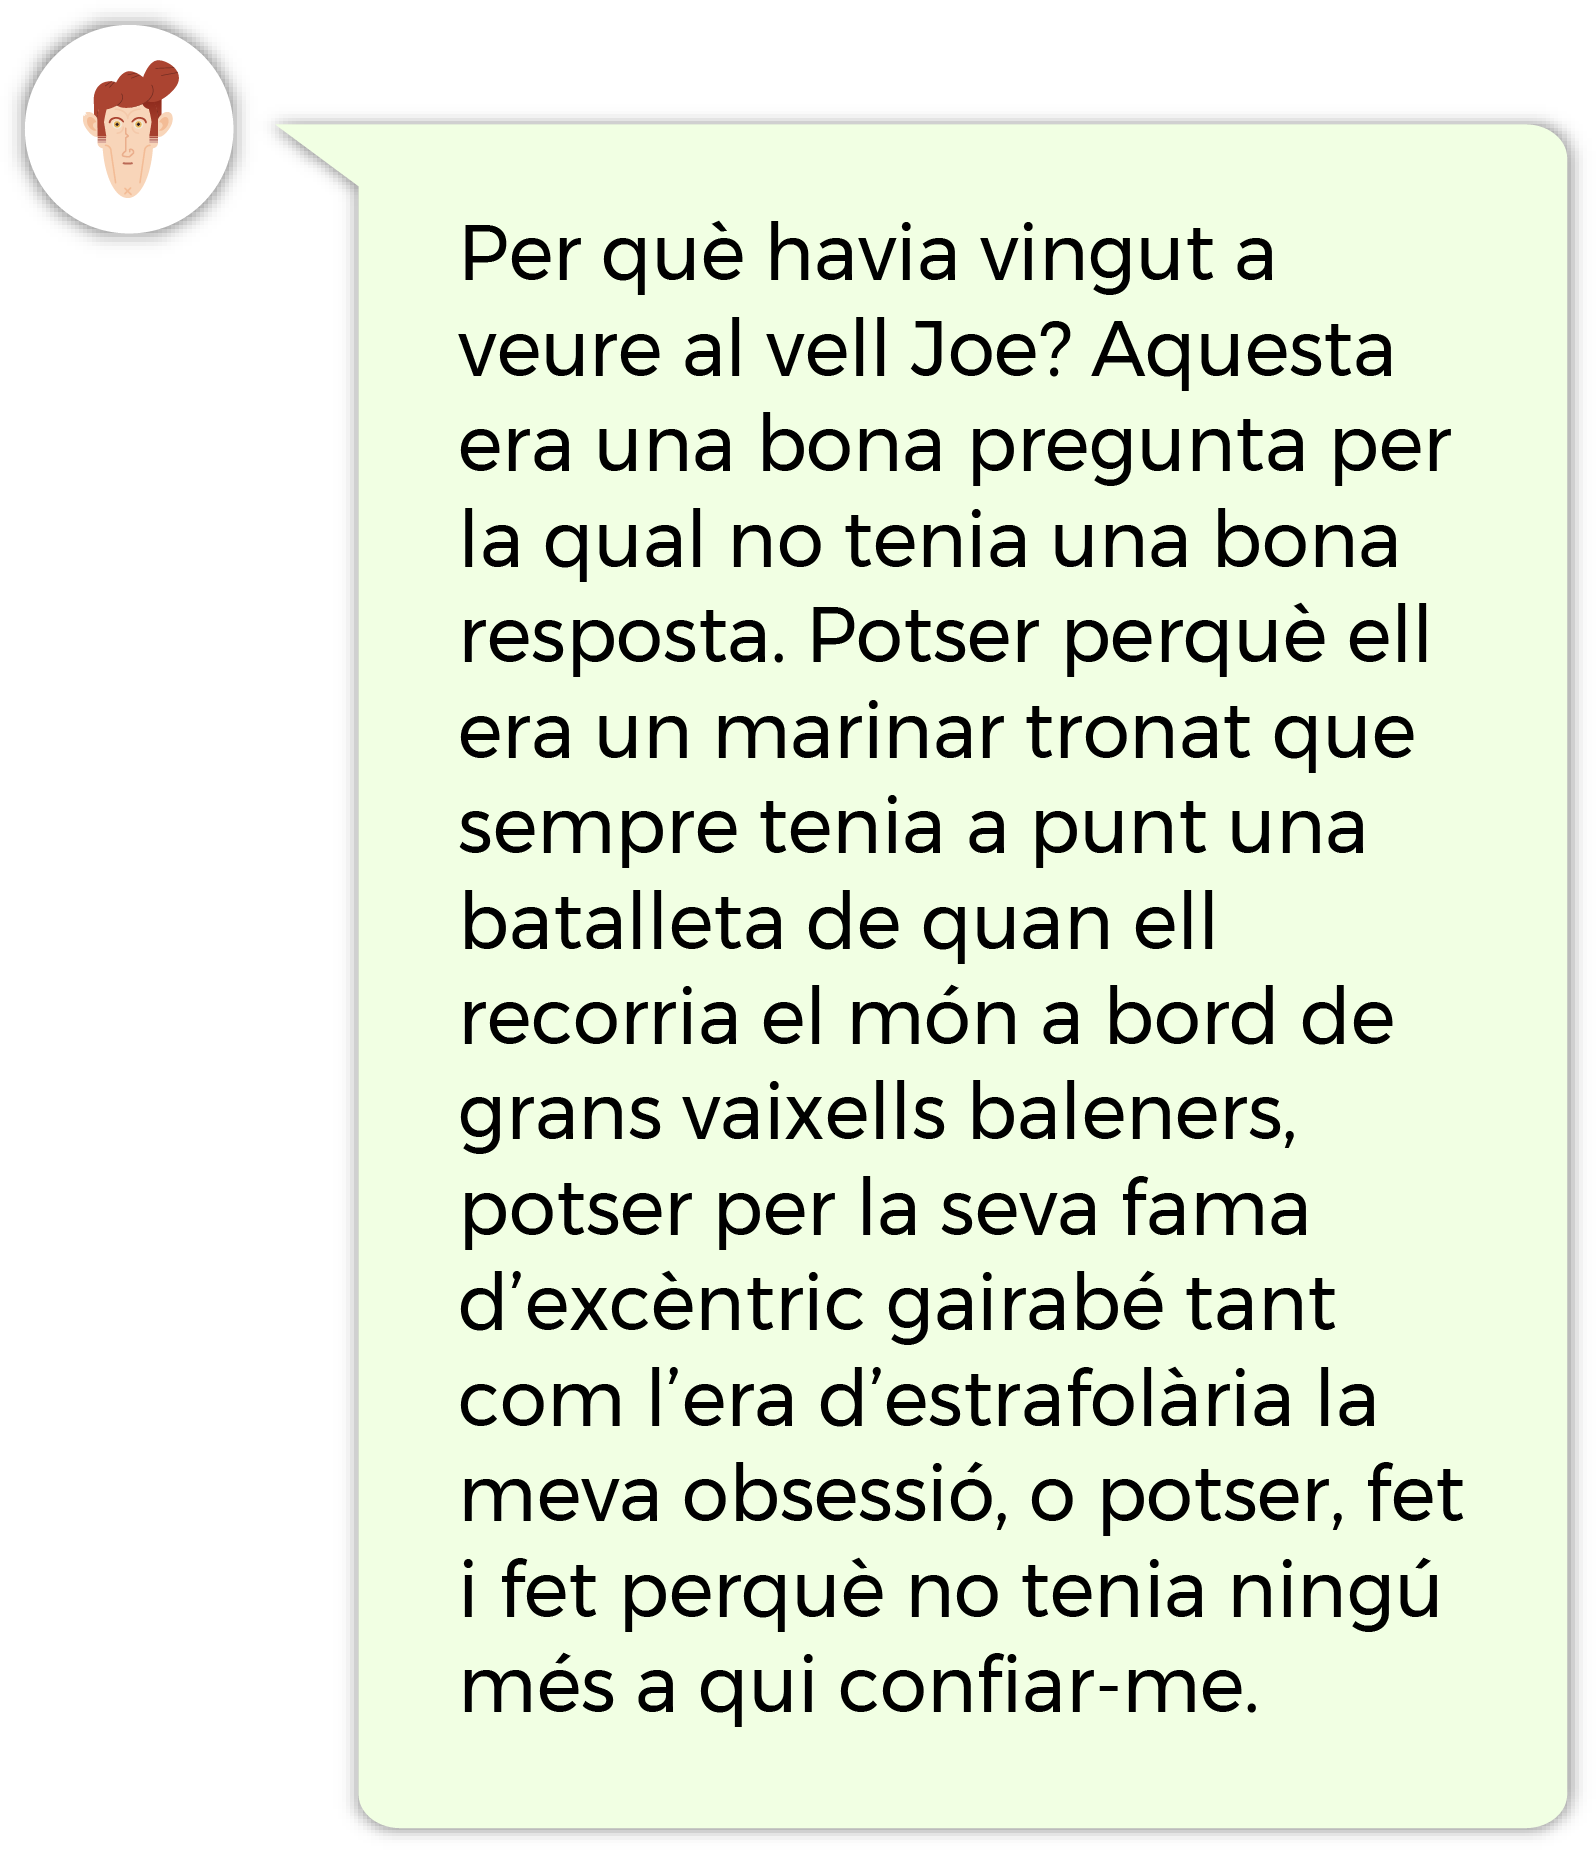 Per què havia vingut a
veure al vell Joe? Aquesta
era una bona pregunta per
la qual no tenia una bona
resposta. Potser perquè ell
era un marinar tronat que
sempre tenia a punt una
batalleta de quan ell
recorria el món a bord de
grans vaixells baleners,
potser per la seva fama
d’excèntric gairabé tant
com l’era d’estrafolària la
meva obsessió, o potser, fet
i fet perquè no tenia ningú
més a qui confiar-me.